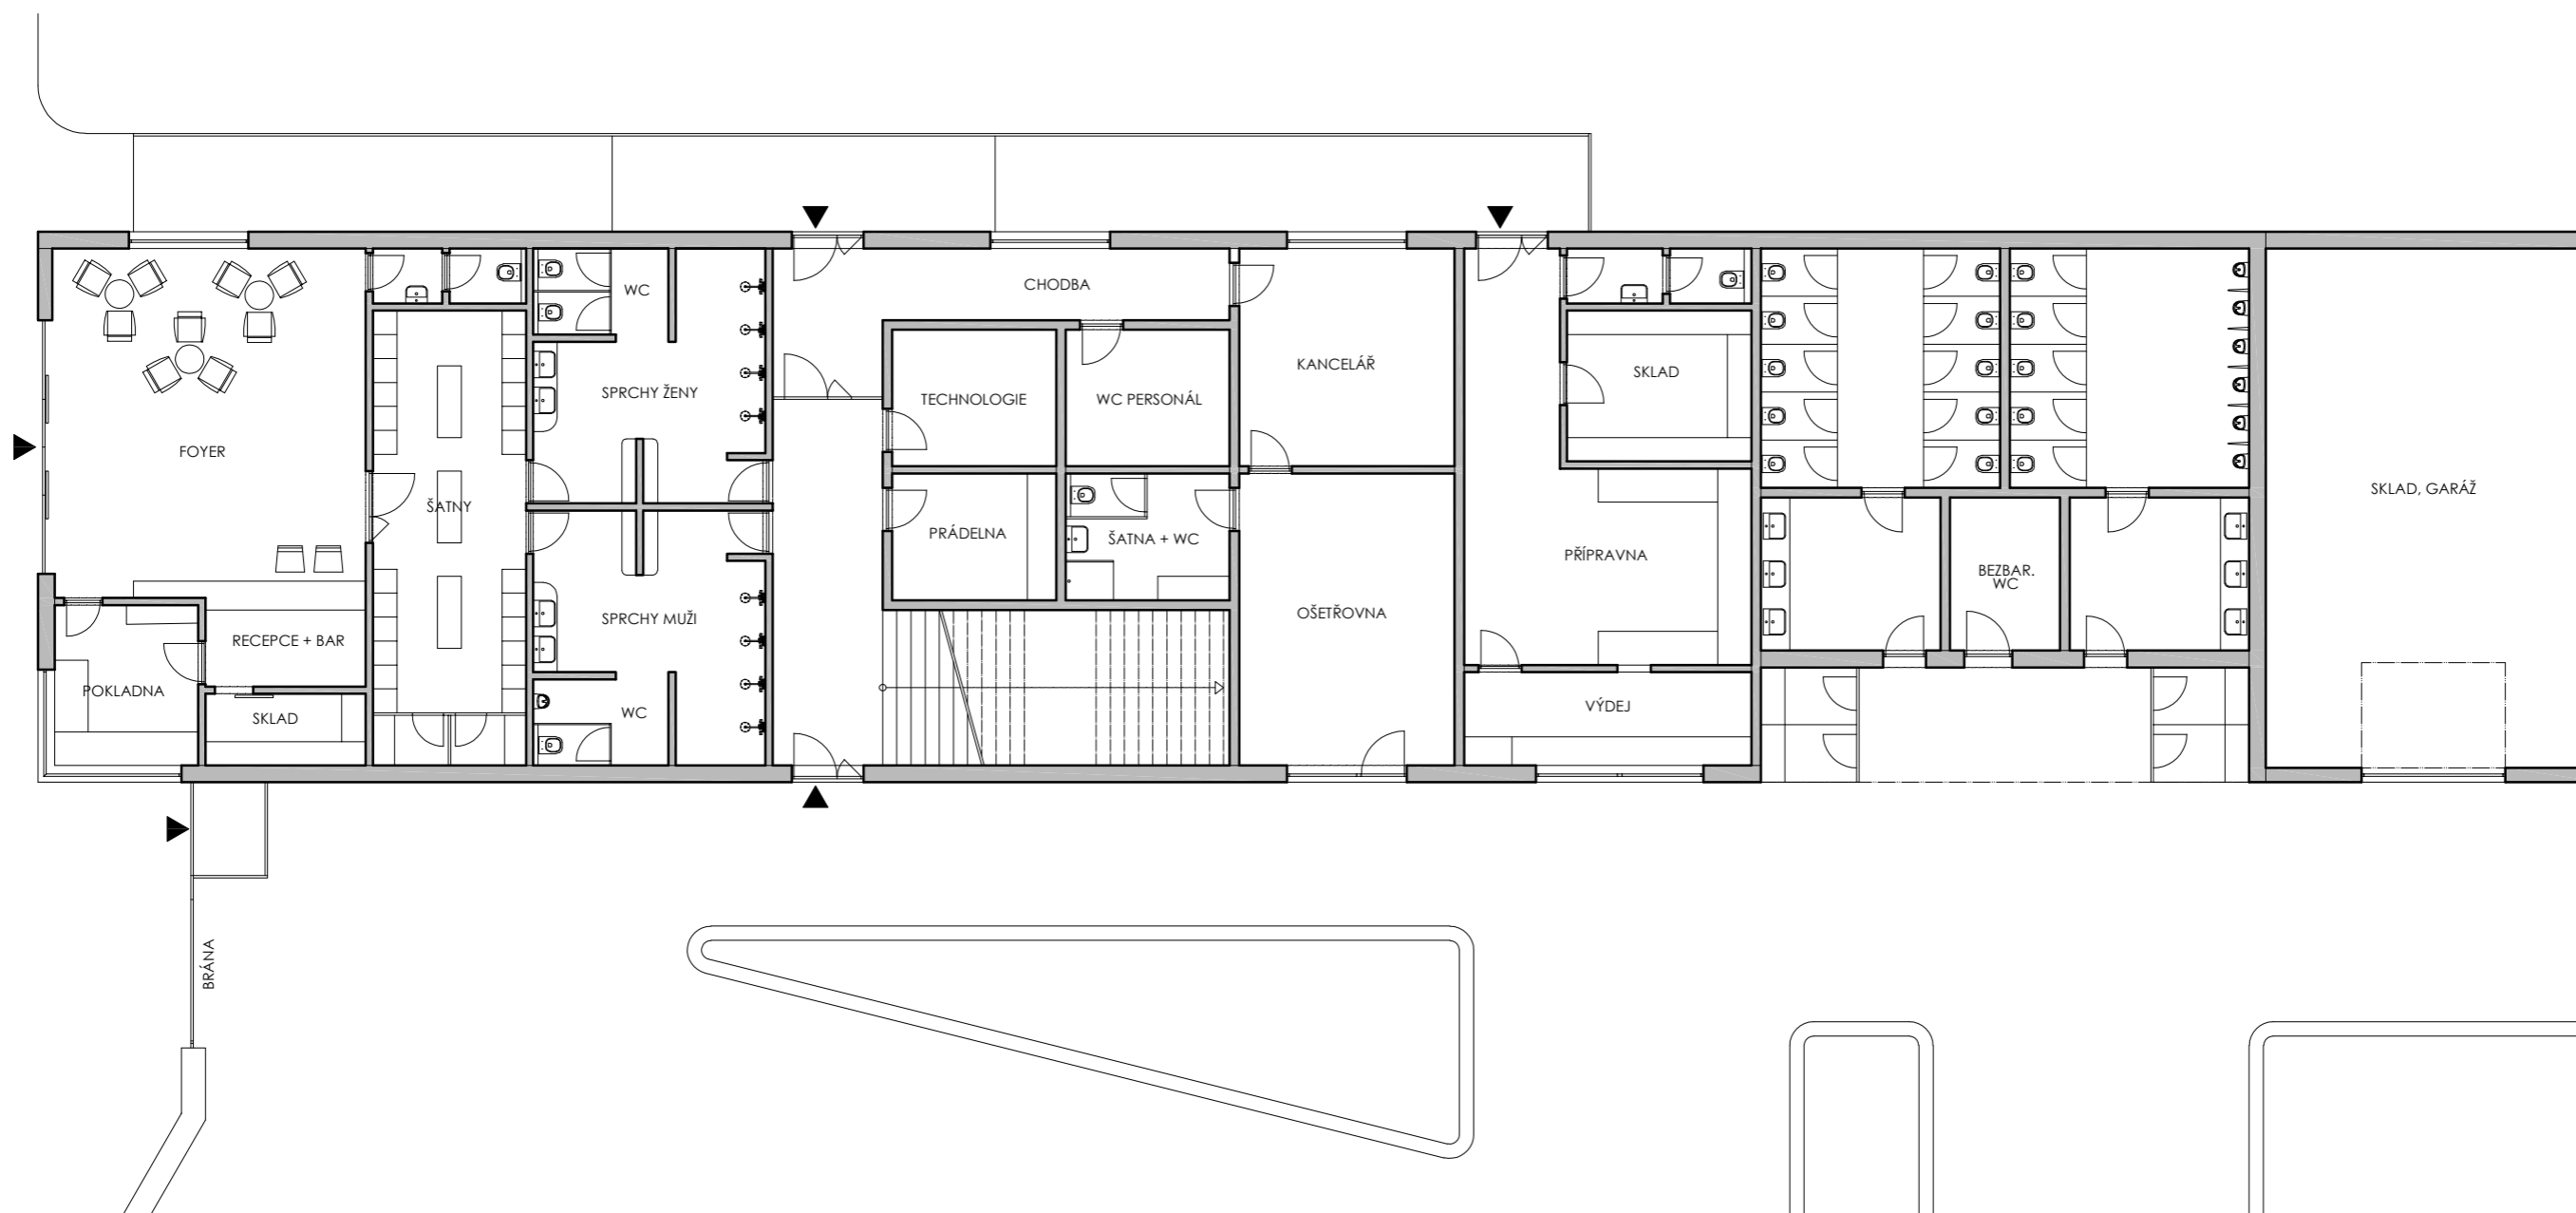 CHODBA
WC
KANCELÁŘ
SKLAD
SPRCHY ŽENY
TECHNOLOGIE
WC PERSONÁL
FOYER
SKLAD, GARÁŽ
ŠATNY
PRÁDELNA
ŠATNA + WC
PŘÍPRAVNA
BEZBAR.
WC
SPRCHY MUŽI
OŠETŘOVNA
RECEPCE + BAR
POKLADNA
SKLAD
WC
VÝDEJ
BRÁNA